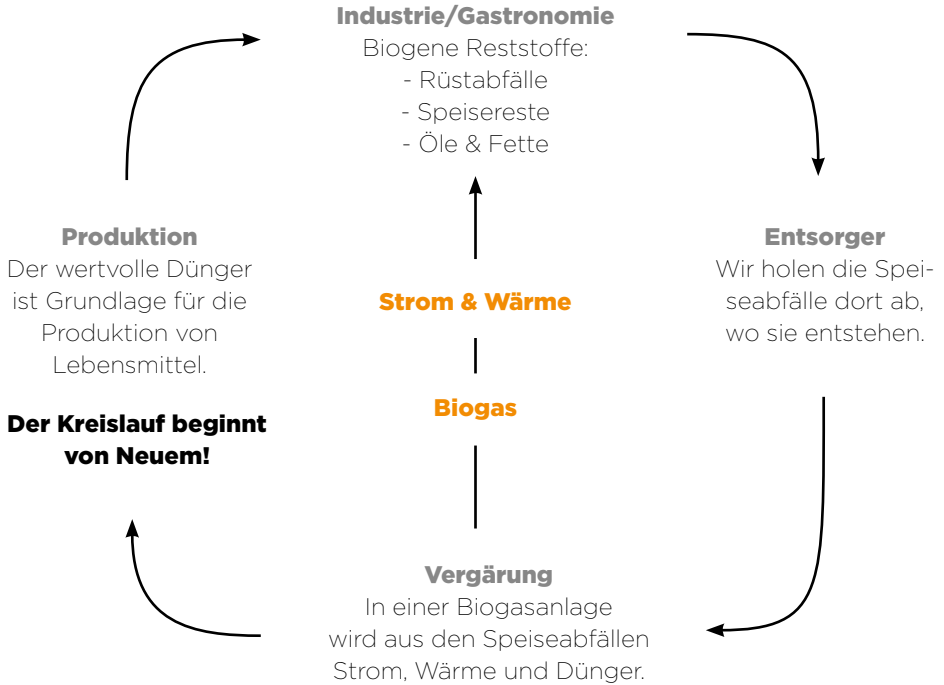 Industrie/Gastronomie
Biogene Reststoffe:
- Rüstabfälle
- Speisereste
- Öle & Fette
Entsorger
Wir holen die Spei-
seabfälle dort ab,
wo sie entstehen.
Vergärung
In einer Biogasanlage
wird aus den Speiseabfällen
Strom, Wärme und Dünger.
Produktion
Der wertvolle Dünger
ist Grundlage für die
Produktion von
Lebensmittel.
Der Kreislauf beginnt
von Neuem!
Strom & Wärme
Biogas